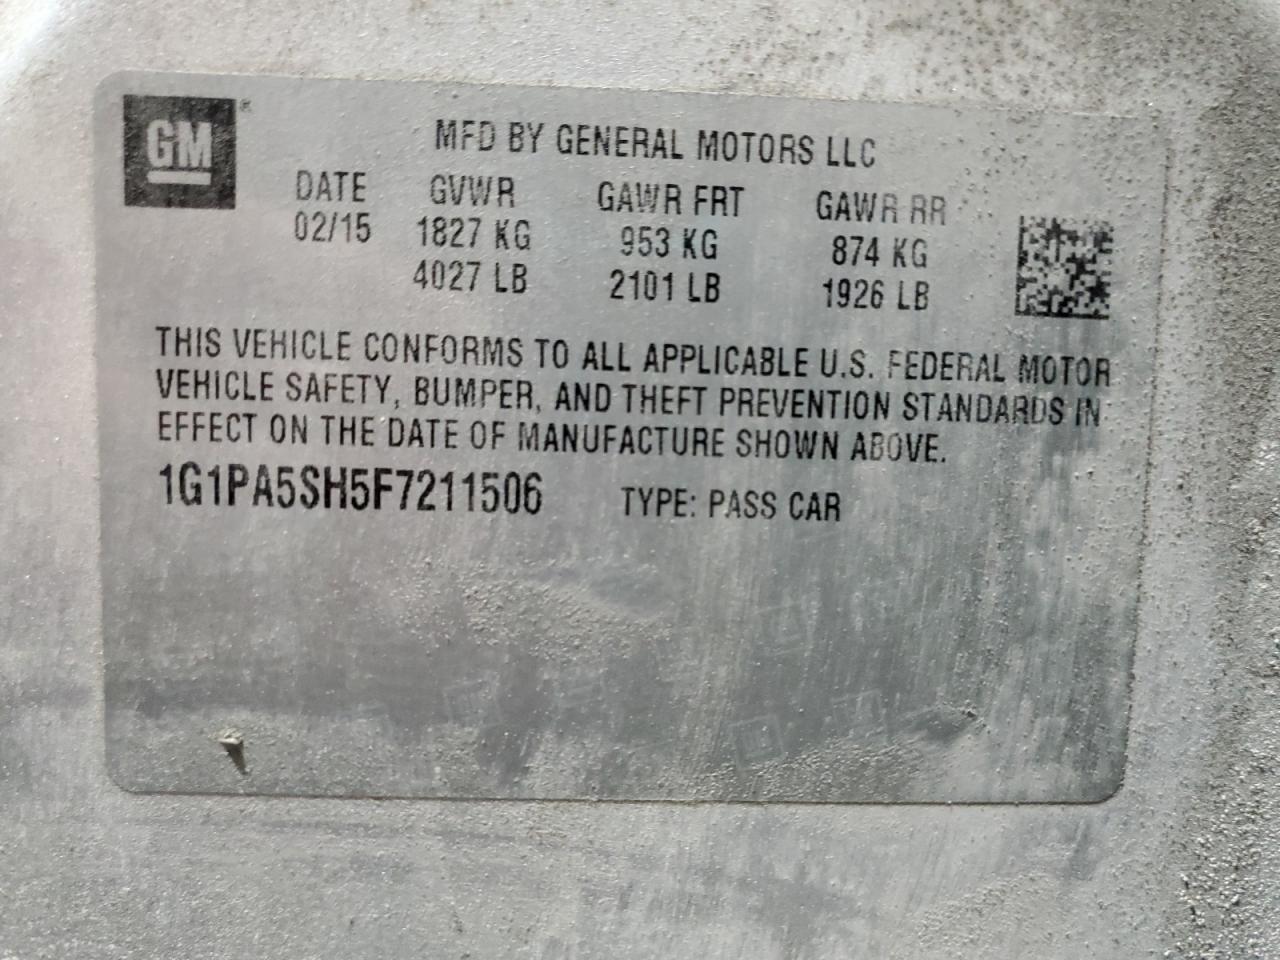 GM
MFD BY GENERAL MOTORS LLC
DATE GVWR GAWR FRT GAWR RR
02/15 1827 KG 953 KG 874 KG
4027 LB 2101 LB 1926 LB
THIS VEHICLE CONFORMS TO ALL APPLICABLE U.S. FEDERAL MOTOR
VEHICLE SAFETY, BUMPER, AND THEFT PREVENTION STANDARDS IN
EFFECT ON THE DATE OF MANUFACTURE SHOWN ABOVE.
1G1PA5SH5F7211506 TYPE: PASS CAR